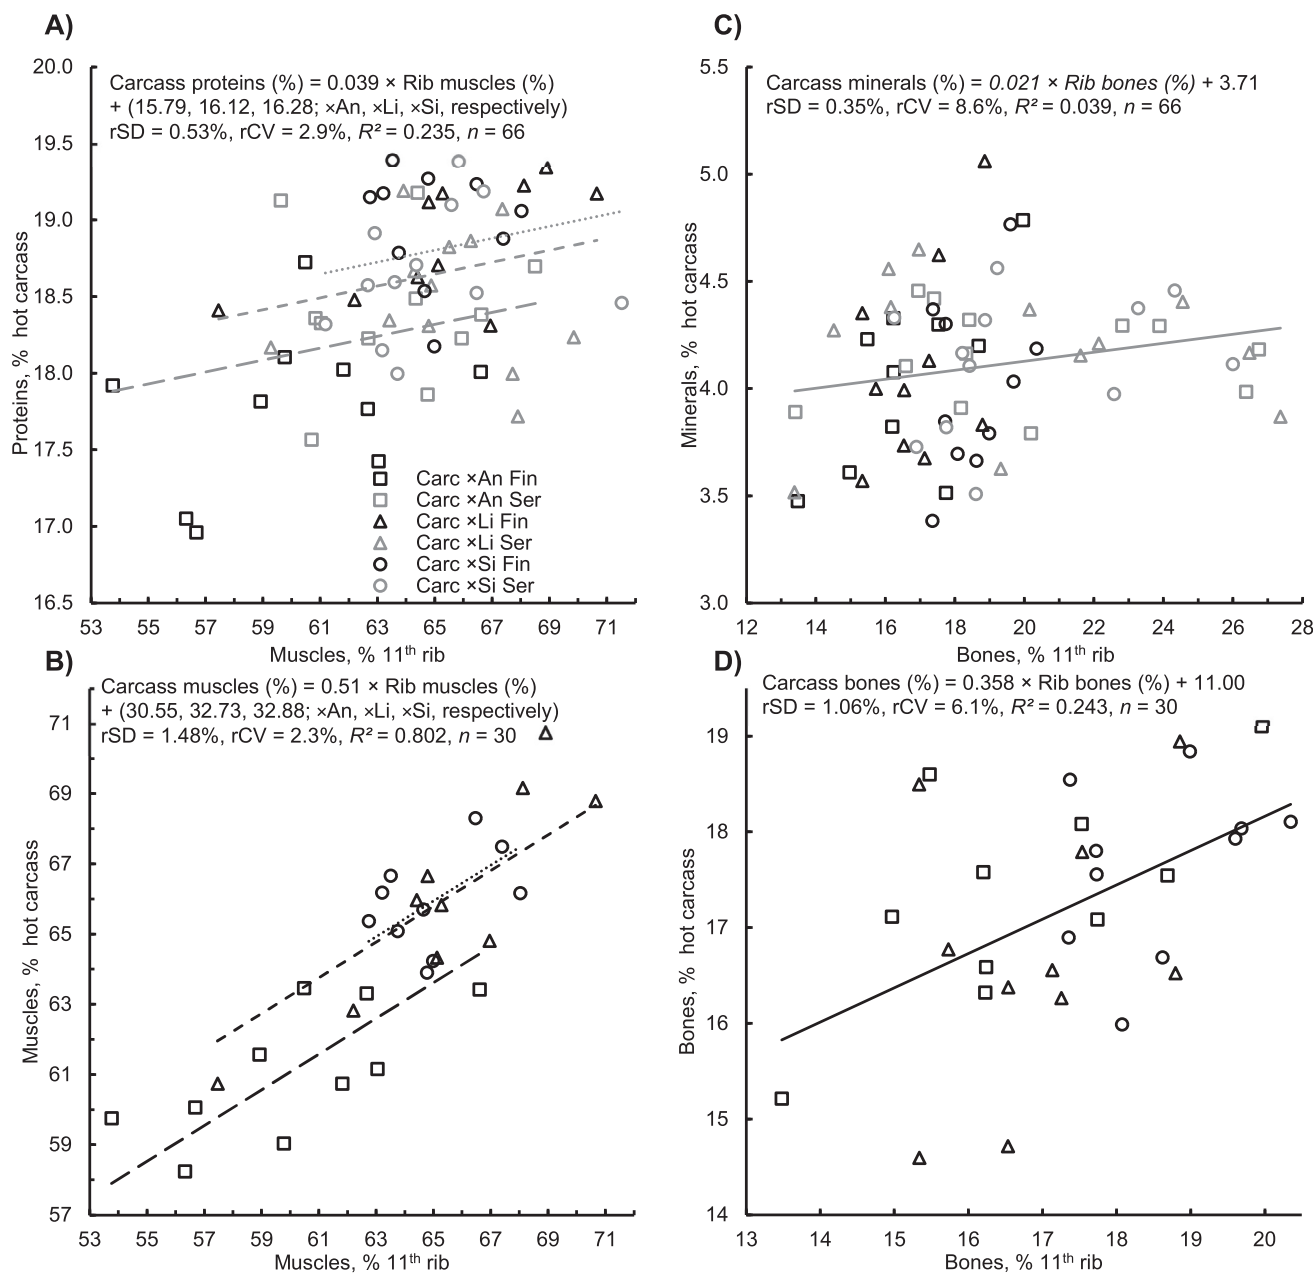 A)
Carcass proteins (%) = 0.039 × Rib muscles (%)
+ (15.79, 16.12, 16.28; ×An, ×Li, ×Si, respectively)
rSD = 0.53%, rCV = 2.9%, R² = 0.235, n = 66
20.0
19.5
19.0
18.5
18.0
17.5
17.0
16.5
Proteins, % hot carcass
Carc ×An Fin
Carc ×An Ser
Carc ×Li Fin
Carc ×Li Ser
Carc ×Si Fin
Carc ×Si Ser
53 55 57 59 61 63 65 67 69 71
Muscles, % 11th rib
C)
Carcass minerals (%) = 0.021 × Rib bones (%) + 3.71
rSD = 0.35%, rCV = 8.6%, R² = 0.039, n = 66
5.5
5.0
4.5
4.0
3.5
3.0
Minerals, % hot carcass
12 14 16 18 20 22 24 26 28
Bones, % 11th rib
B)
Carcass muscles (%) = 0.51 × Rib muscles (%)
+ (30.55, 32.73, 32.88; ×An, ×Li, ×Si, respectively)
rSD = 1.48%, rCV = 2.3%, R² = 0.802, n = 30
71
69
67
65
63
61
59
57
Muscles, % hot carcass
53 55 57 59 61 63 65 67 69 71
Muscles, % 11th rib
D)
Carcass bones (%) = 0.358 × Rib bones (%) + 11.00
rSD = 1.06%, rCV = 6.1%, R² = 0.243, n = 30
19
18
17
16
15
14
Bones, % hot carcass
13 14 15 16 17 18 19 20
Bones, % 11th rib